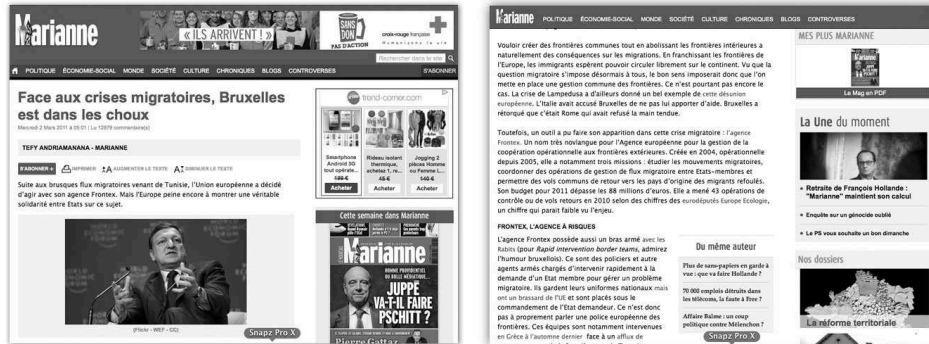 Marianne
« ILS ARRIVENT ! »
SANS
DON
PAS D'ACTION
croix-rouge française
Humanisons la vie
Rechercher dans le site
POLITIQUE ÉCONOMIE-SOCIAL MONDE SOCIÉTÉ CULTURE CHRONIQUES BLOGS CONTROVERSES S'ABONNER
Face aux crises migratoires, Bruxelles
est dans les choux
Mercredi 2 Mars 2011 à 05:01 | Lu 12979 commentaire(s)
TEFY ANDRIAMANANA - MARIANNE
S'ABONNER + IMPRIMER AUGMENTER LE TEXTE DIMINUER LE TEXTE
Suite aux brusques flux migratoires venant de Tunisie, l'Union européenne a décidé
d'agir avec son agence Frontex. Mais l'Europe peine encore à montrer une véritable
solidarité entre Etats sur ce sujet.
(Flickr - WEF - CC)
Snapz Pro X
trend-corner.com
Smartphone
Android 3G
tout opérate...
199 €
Acheter
Rideau isolant
thermique,
achetez 1, re...
45 €
Acheter
Jogging 2
pièces Homme
ou Femme L...
140 €
Acheter
Cette semaine dans Marianne
Marianne
HOMME PROVIDENTIEL
OU BULLE MÉDIATIQUE...
JUPPÉ
VA-T-IL FAIRE
PSCHITT ?
Pierre Gattaz
Marianne
POLITIQUE ÉCONOMIE-SOCIAL MONDE SOCIÉTÉ CULTURE CHRONIQUES BLOGS CONTROVERSES
Vouloir créer des frontières communes tout en abolissant les frontières intérieures a
naturellement des conséquences sur les migrations. En franchissant les frontières de
l'Europe, les immigrants espèrent pouvoir circuler librement sur le continent. Vu que la
question migratoire s'impose désormais à tous, le bon sens imposerait donc que l'on
mette en place une gestion commune des frontières. Ce n'est pourtant pas encore le
cas. La crise de Lampedusa a d'ailleurs donné un bel exemple de cette désunion
européenne. L'Italie avait accusé Bruxelles de ne pas lui apporter d'aide. Bruxelles a
rétorqué que c'était Rome qui avait refusé la main tendue.
Toutefois, un outil a pu faire son apparition dans cette crise migratoire : l'agence
Frontex. Un nom très novlangue pour l'Agence européenne pour la gestion de la
coopération opérationnelle aux frontières extérieures. Créée en 2004, opérationnelle
depuis 2005, elle a notamment trois missions : étudier les mouvements migratoires,
coordonner des opérations de gestion de flux migratoire entre Etats-membres et
permettre des vols communs de retour vers les pays d'origine des migrants refoulés.
Son budget pour 2011 dépasse les 88 millions d'euros. Elle a mené 43 opérations de
contrôle ou de vols retours en 2010 selon des chiffres des eurodéputés Europe Ecologie,
un chiffre qui parait faible vu l'enjeu.
FRONTEX, L'AGENCE À RISQUES
L'agence Frontex possède aussi un bras armé avec les
Rabits (pour Rapid intervention border teams, admirez
l'humour bruxellois). Ce sont des policiers et autre
agents armés chargés d'intervenir rapidement à la
demande d'un Etat membre pour gérer un problème
migratoire. Ils gardent leurs uniformes nationaux mais
ont un brassard de l'UE et sont placés sous le
commandement de l'Etat demandeur. Ce n'est donc
pas à proprement parler une police européenne des
frontières. Ces équipes sont notamment intervenues
en Grèce à l'automne dernier face à un afflux de
Du même auteur
Plus de sans-papiers en garde à
vue : que va faire Hollande ?
70 000 emplois détruits dans
les télécoms, la faute à Free ?
Affaire Balme : un coup
politique contre Mélenchon ?
Snapz Pro X
MES PLUS MARIANNE
Le Mag en PDF
La Une du moment
Retraite de François Hollande :
"Marianne" maintient son calcul
Enquête sur un génocide oublié
Le PS vous souhaite un bon dimanche
Nos dossiers
La réforme territoriale